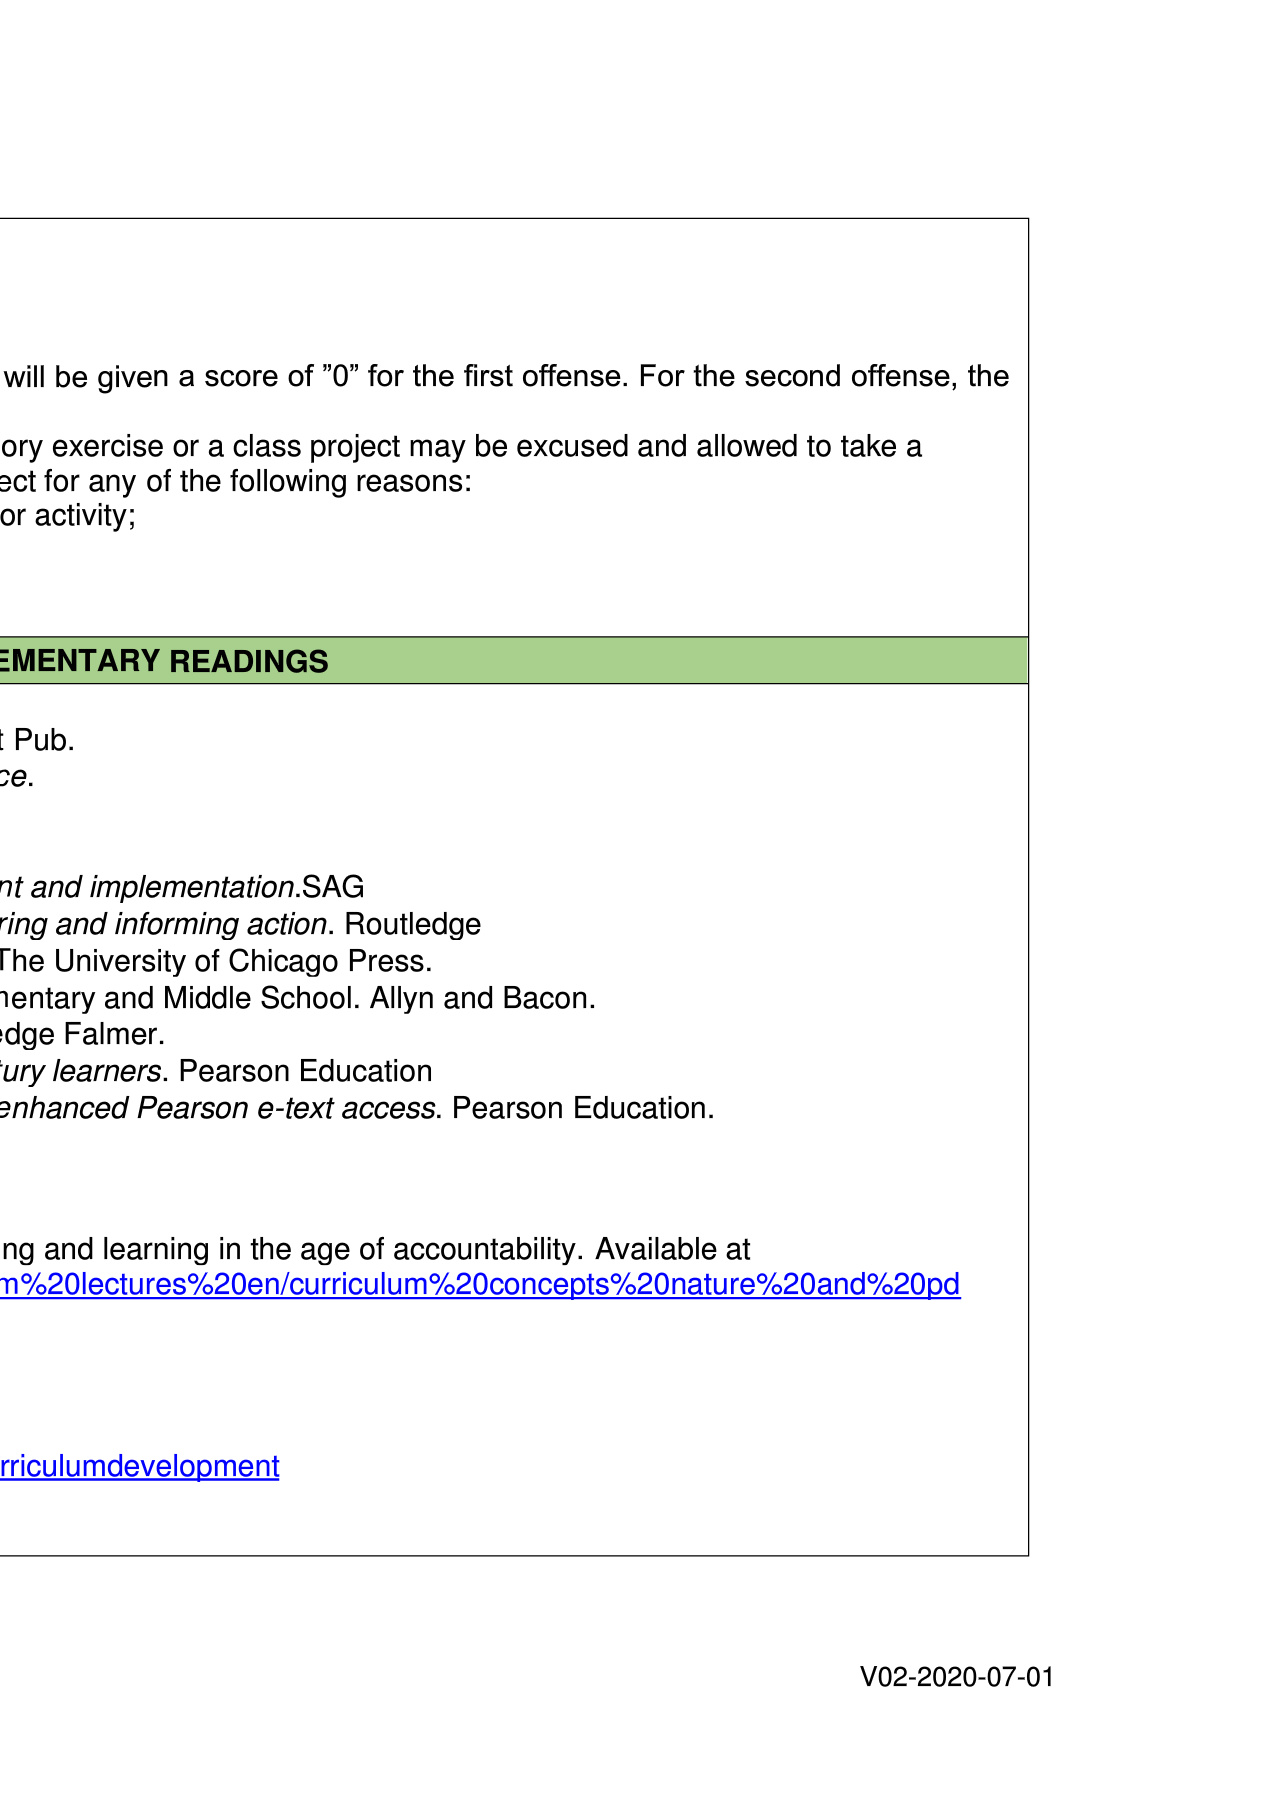 will be given a score of ”0” for the first offense. For the second offense, the
ory exercise or a class project may be excused and allowed to take a
ect for any of the following reasons:
or activity;
EMENTARY READINGS
t Pub.
ce.
nt and implementation.SAG
ring and informing action. Routledge
The University of Chicago Press.
mentary and Middle School. Allyn and Bacon.
edge Falmer.
tury learners. Pearson Education
enhanced Pearson e-text access. Pearson Education.
ng and learning in the age of accountability. Available at
m%20lectures%20en/curriculum%20concepts%20nature%20and%20pd
rriculumdevelopment
V02-2020-07-01